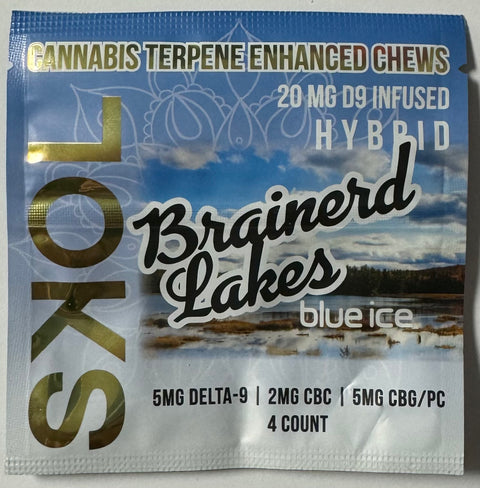 CANNABIS TERPENE ENHANCED CHEWS
20 MG D9 INFUSED
HYBRID
SKOL
Brainerd
Lakes
blue ice
5MG DELTA-9 | 2MG CBC | 5MG CBG/PC
4 COUNT